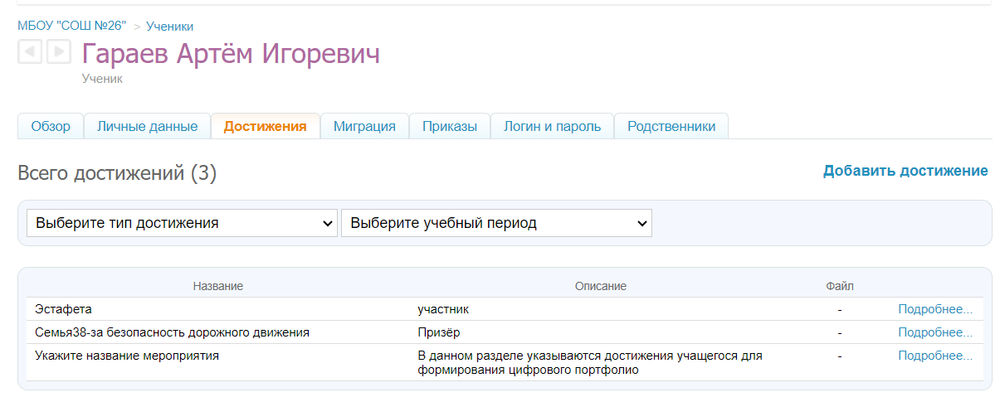 МБОУ "СОШ №26" > Ученики
Гараев Артём Игоревич
Ученик
Обзор Личные данные Достижения Миграция Приказы Логин и пароль Родственники
Всего достижений (3) Добавить достижение
Выберите тип достижения Выберите учебный период
Название Описание Файл
Эстафета участник - Подробнее...
Семья38-за безопасность дорожного движения Призёр - Подробнее...
Укажите название мероприятия В данном разделе указываются достижения учащегося для - Подробнее...
формирования цифрового портфолио